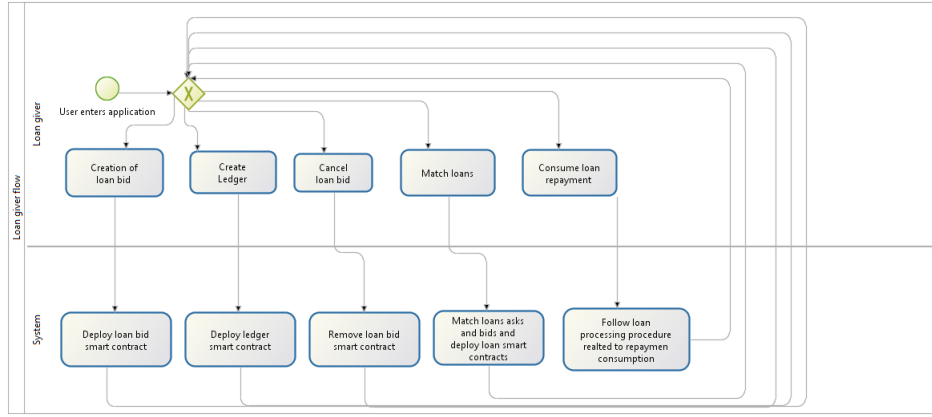 Loan giver flow
Loan giver
User enters application
Creation of
loan bid
Create
Ledger
Cancel
loan bid
Match loans
Consume loan
repayment
System
Deploy loan bid
smart contract
Deploy ledger
smart contract
Remove loan bid
smart contract
Match loans asks
and bids and
deploy loan smart
contracts
Follow loan
processing procedure
realted to repaymen
consumption